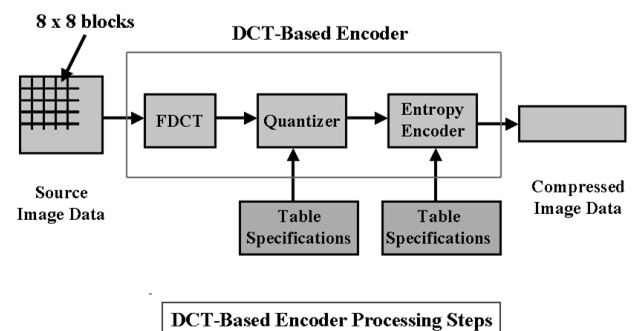 8 x 8 blocks
DCT-Based Encoder
FDCT
Quantizer
Entropy
Encoder
Source
Image Data
Table
Specifications
Table
Specifications
Compressed
Image Data
DCT-Based Encoder Processing Steps